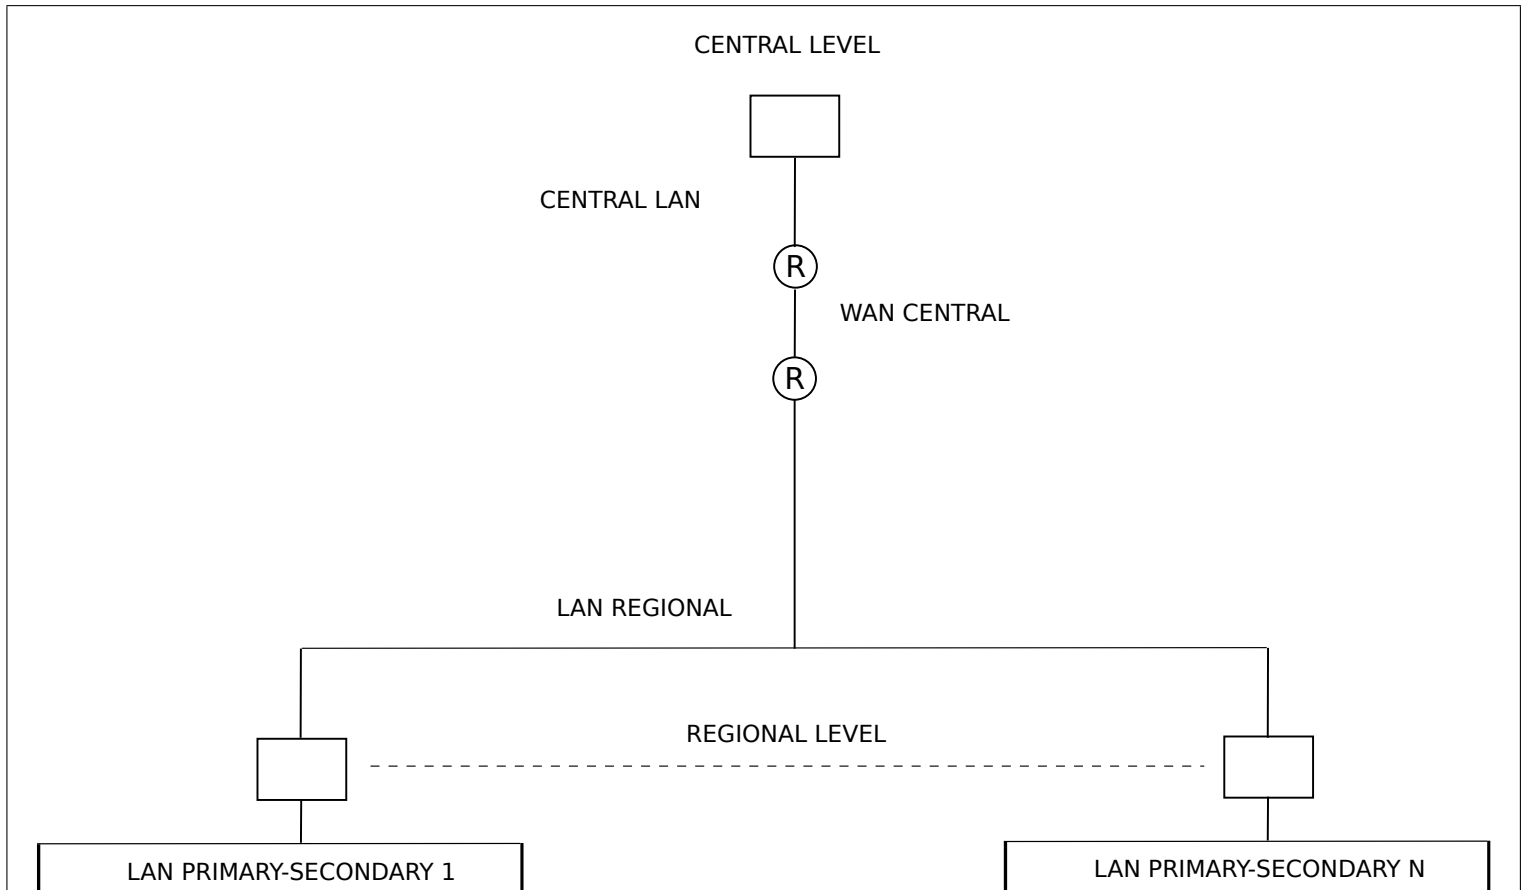 CENTRAL LEVEL
CENTRAL LAN
R
WAN CENTRAL
R
LAN REGIONAL
REGIONAL LEVEL
LAN PRIMARY-SECONDARY 1
LAN PRIMARY-SECONDARY N